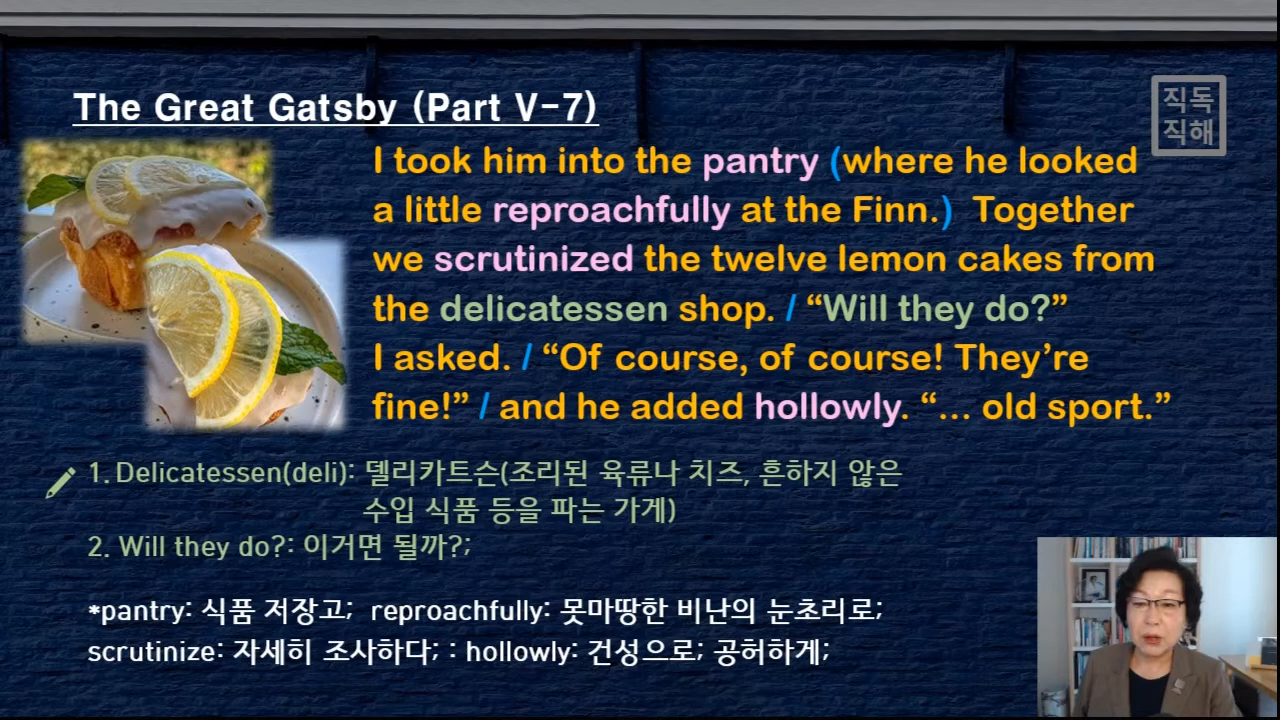 The Great Gatsby (Part V-7)
직독
직해
I took him into the pantry (where he looked
a little reproachfully at the Finn.) Together
we scrutinized the twelve lemon cakes from
the delicatessen shop. / “Will they do?”
I asked. / “Of course, of course! They’re
fine!” / and he added hollowly. “... old sport.”
1. Delicatessen(deli): 델리카트슨(조리된 육류나 치즈, 흔하지 않은
수입 식품 등을 파는 가게)
2. Will they do?: 이거면 될까?;
*pantry: 식품 저장고; reproachfully: 못마땅한 비난의 눈초리로;
scrutinize: 자세히 조사하다; : hollowly: 건성으로; 공허하게;